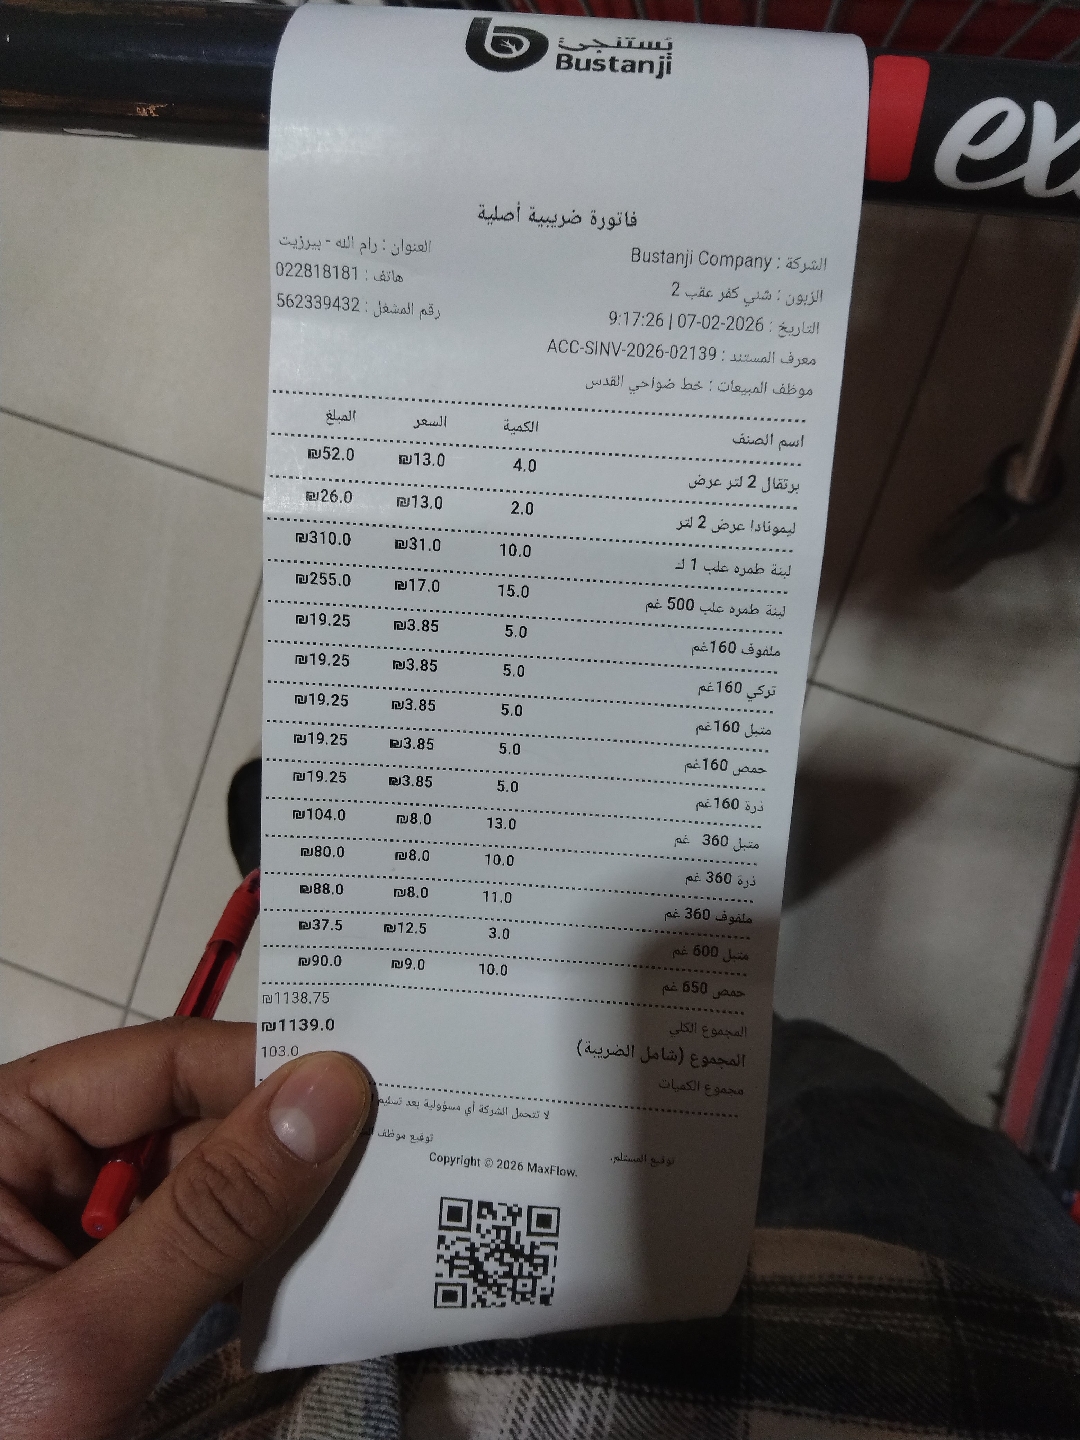 بستنجي
Bustanji
ex
فاتورة ضريبية أصلية
الشركة : Bustanji Company
العنوان : رام الله - بيرزيت
الزبون : شني كفر عقب 2
هاتف : 022818181
التاريخ : 07-02-2026 | 9:17:26
رقم المشغل : 562339432
معرف المستند : ACC-SINV-2026-02139
موظف المبيعات : خط ضواحي القدس
اسم الصنف الكمية السعر المبلغ
برتقال 2 لتر عرض 4.0 ₪13.0 ₪52.0
ليمونادا عرض 2 لتر 2.0 ₪13.0 ₪26.0
لبنة طمره علب 1 لـ 10.0 ₪31.0 ₪310.0
لبنة طمره علب 500 غم 15.0 ₪17.0 ₪255.0
ملفوف 160غم 5.0 ₪3.85 ₪19.25
تركي 160غم 5.0 ₪3.85 ₪19.25
متبل 160غم 5.0 ₪3.85 ₪19.25
حمص 160غم 5.0 ₪3.85 ₪19.25
ذرة 160غم 5.0 ₪3.85 ₪19.25
متبل 360 غم 13.0 ₪8.0 ₪104.0
ذرة 360 غم 10.0 ₪8.0 ₪80.0
ملفوف 360 غم 11.0 ₪8.0 ₪88.0
متبل 600 غم 3.0 ₪12.5 ₪37.5
حمص 650 غم 10.0 ₪9.0 ₪90.0
المجموع الكلي ₪1138.75
المجموع (شامل الضريبة) ₪1139.0
مجموع الكميات 103.0
لا تتحمل الشركة أي مسؤولية بعد تسليم
توقيع المستلم. توقيع موظف
Copyright © 2026 MaxFlow.